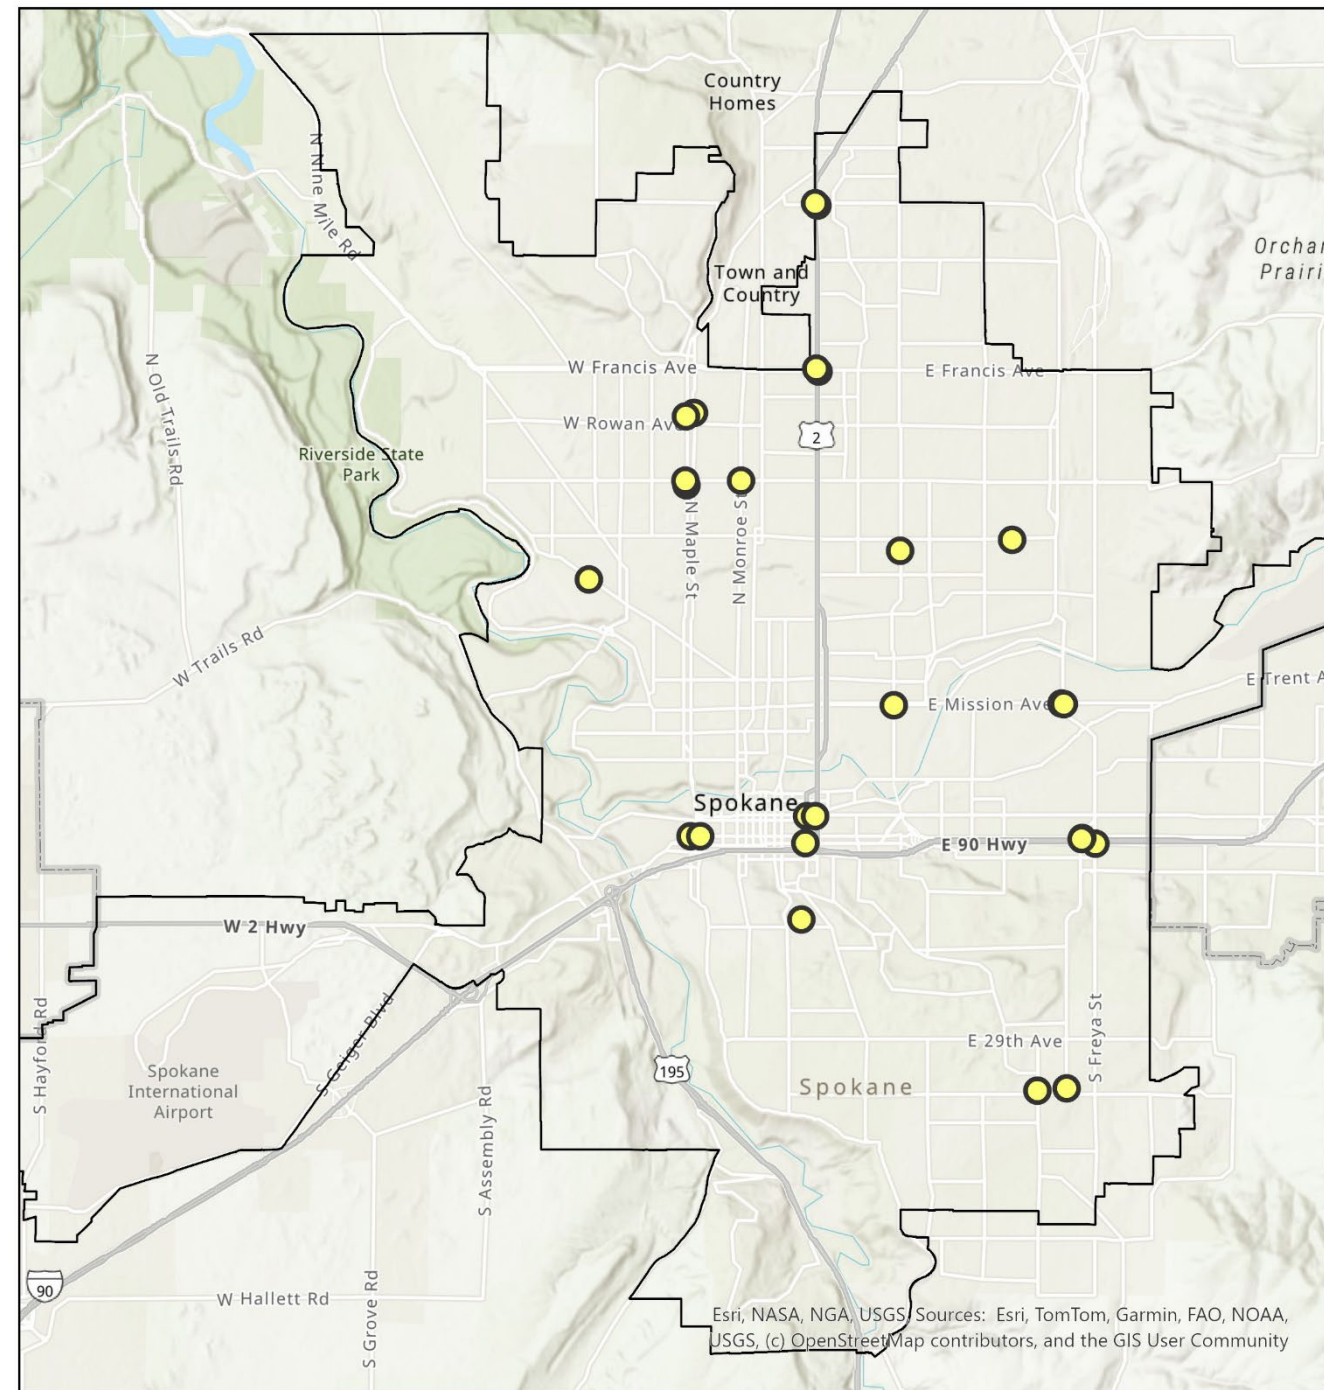 Country
Homes
N Nine Mile Rd
Town and
Country
W Francis Ave
E Francis Ave
N Old Trails Rd
W Rowan Ave
2
Riverside State
Park
N Maple St
N Monroe St
W Trails Rd
E Mission Ave
Spokane
E 90 Hwy
W 2 Hwy
S Hayford Rd
S Geiger Blvd
Spokane
International
Airport
S Assembly Rd
195
E 29th Ave
S Freya St
Spokane
90
W Hallett Rd
S Grove Rd
Esri, NASA, NGA, USGS, Sources: Esri, TomTom, Garmin, FAO, NOAA,
USGS, (c) OpenStreetMap contributors, and the GIS User Community